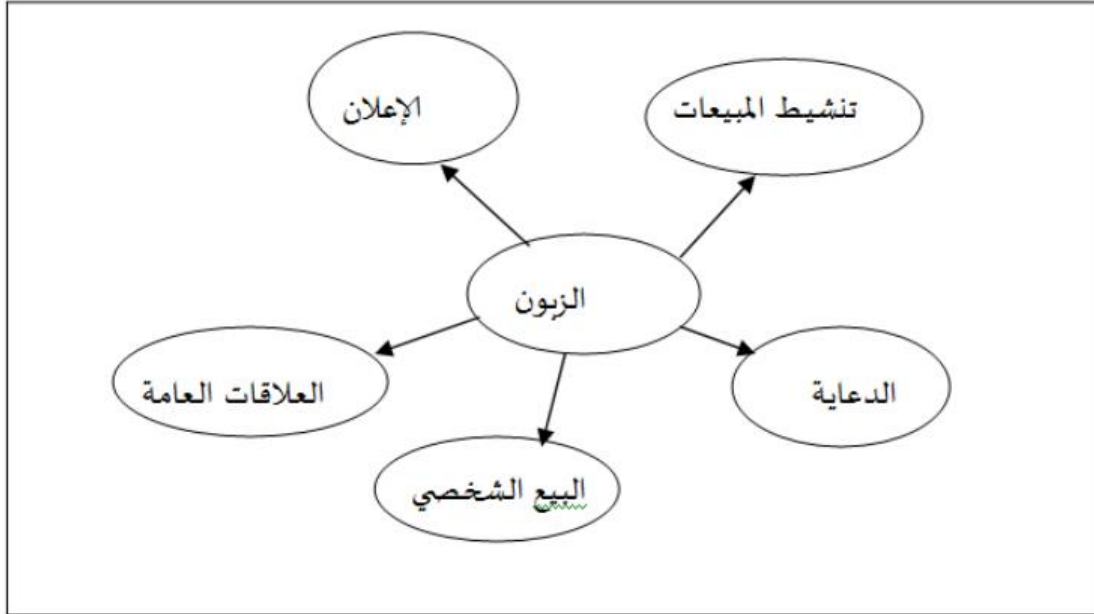 تنشيط المبيعات
الإعلان
الزبون
الدعاية
العلاقات العامة
البيع الشخصي